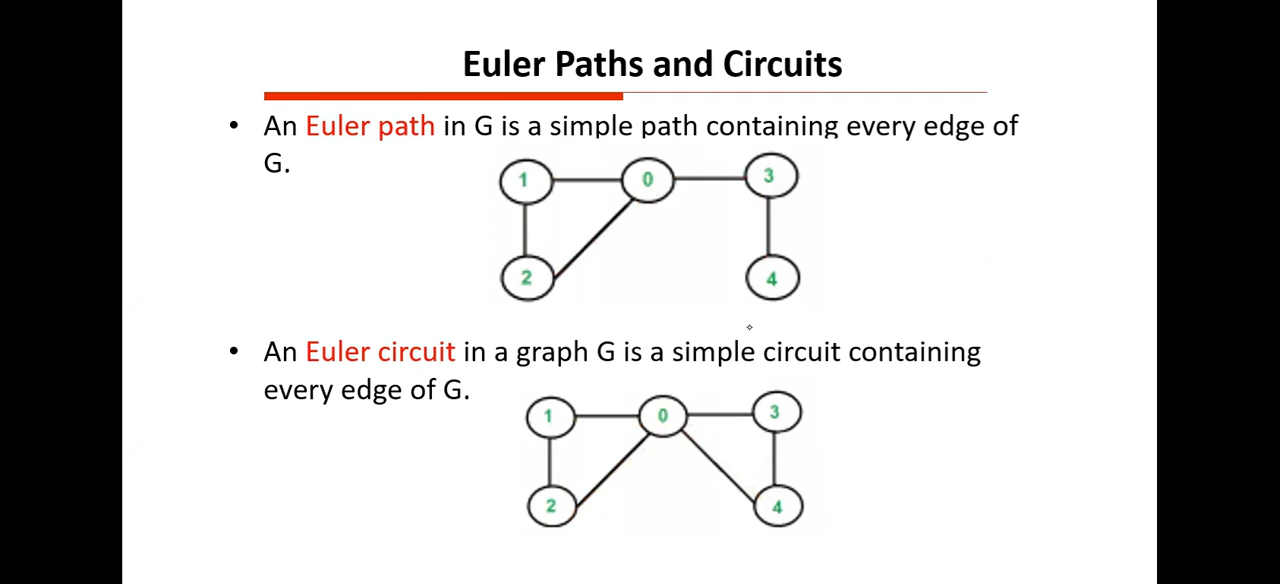 Euler Paths and Circuits
• An Euler path in G is a simple path containing every edge of
G.
1 0 3
2 4
• An Euler circuit in a graph G is a simple circuit containing
every edge of G.
1 0 3
2 4